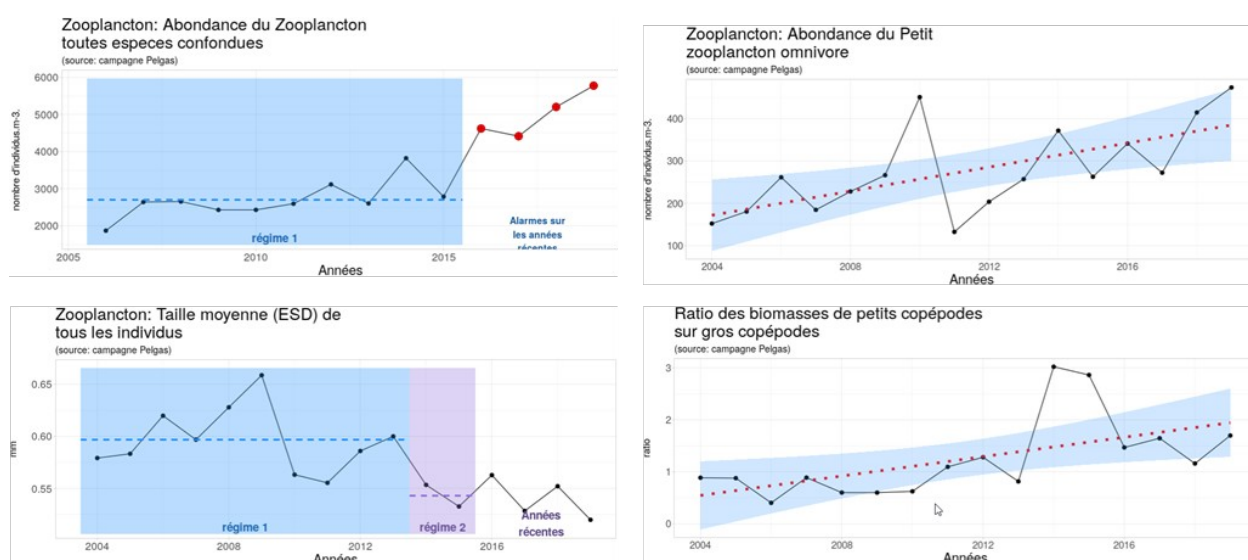 Zooplancton: Abondance du Zooplancton
toutes especes confondues
(source: campagne Pelgas)
nombre d'individus.m-3.
6000
5000
4000
3000
2000
régime 1
Alarmes sur
les années
récentes
2005
2010
2015
Années
Zooplancton: Abondance du Petit
zooplancton omnivore
(source: campagne Pelgas)
nombre d'individus.m-3.
400
300
200
100
2004
2008
2012
2016
Années
Zooplancton: Taille moyenne (ESD) de
tous les individus
(source: campagne Pelgas)
mm
0.65
0.60
0.55
régime 1
régime 2
Années
récentes
2004
2008
2012
2016
Années
Ratio des biomasses de petits copépodes
sur gros copépodes
(source: campagne Pelgas)
ratio
3
2
1
0
2004
2008
2012
2016
Années